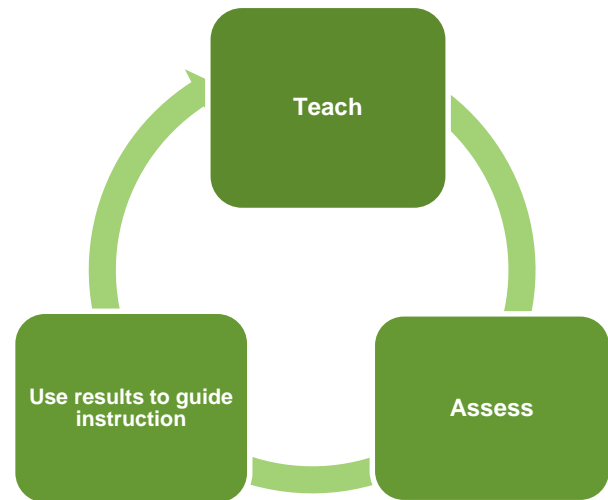 Teach
Assess
Use results to guide
instruction